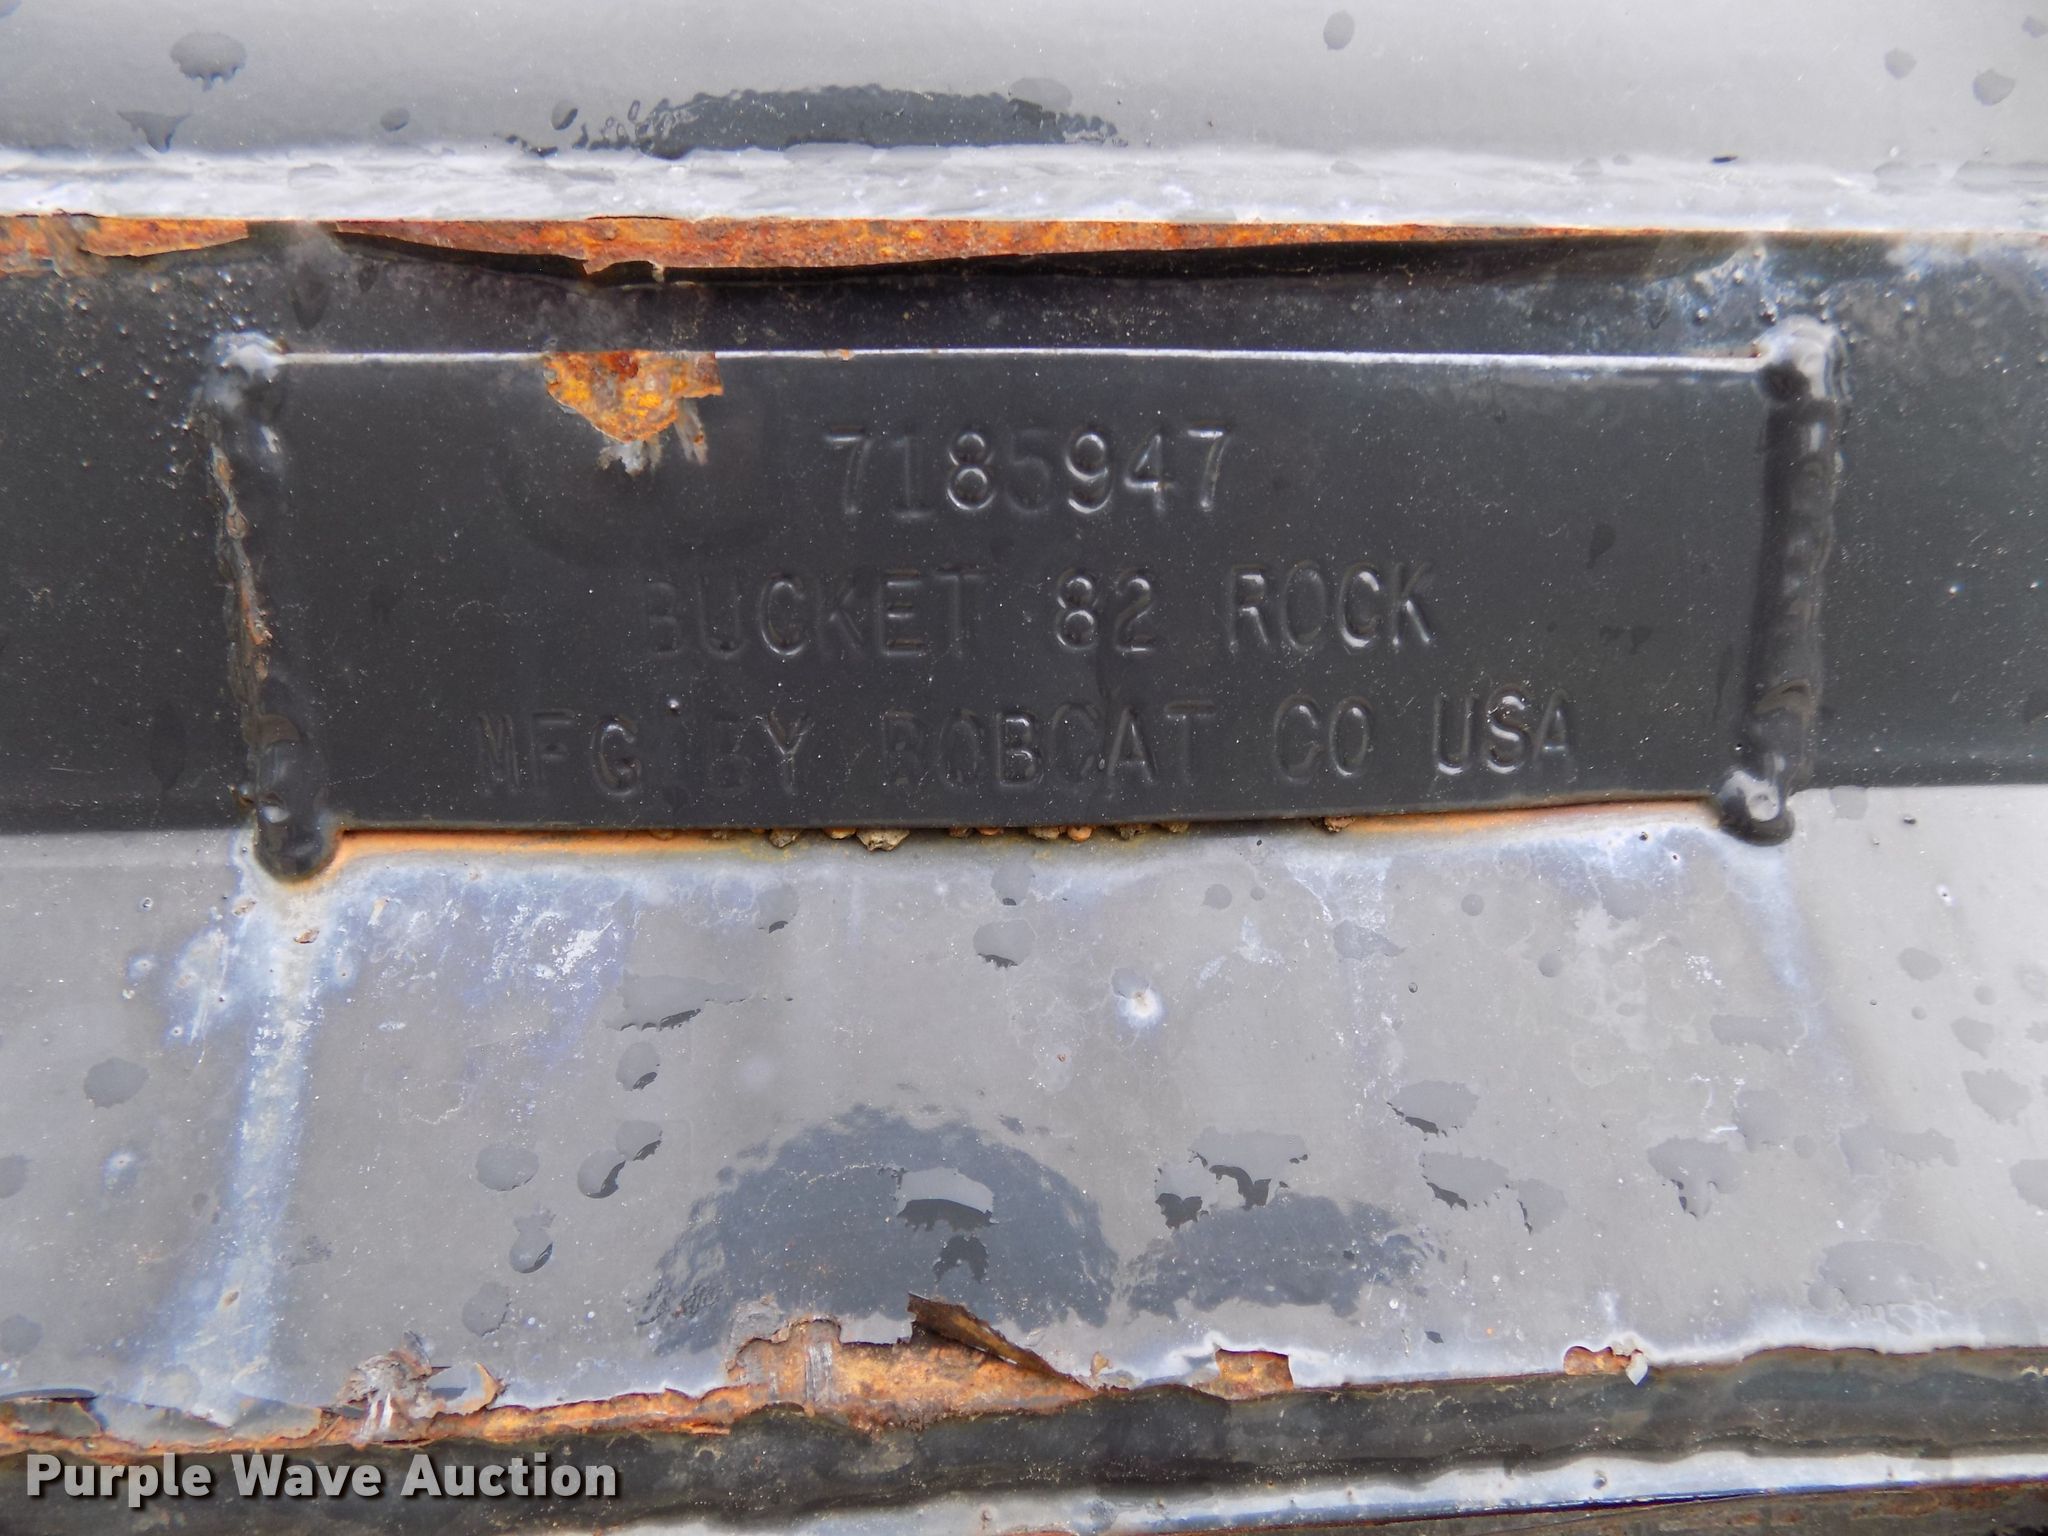 7185947
BUCKET 82 ROCK
MFG BY BOBCAT CO USA
Purple Wave Auction